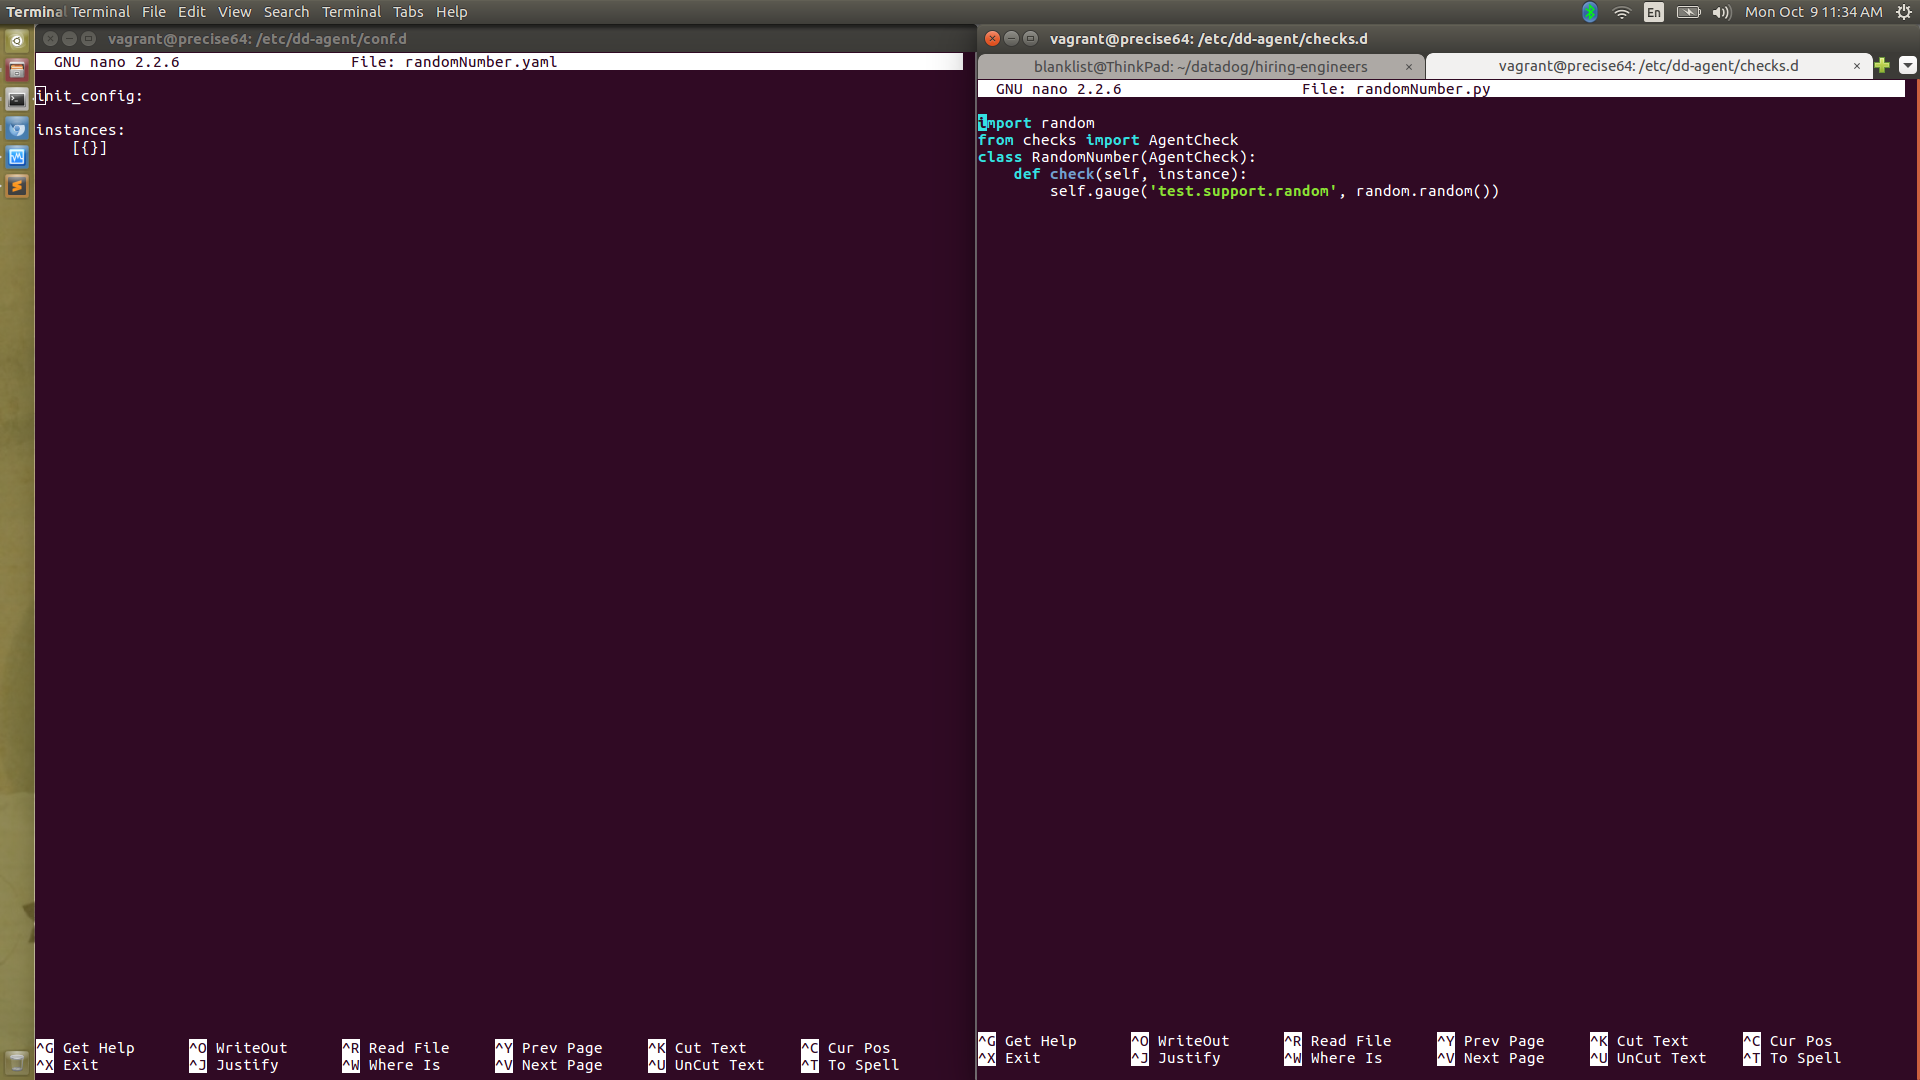 Terminal Terminal File Edit View Search Terminal Tabs Help En Mon Oct 9 11:34 AM
vagrant@precise64: /etc/dd-agent/conf.d
GNU nano 2.2.6 File: randomNumber.yaml
init_config:
instances:
[{}]
^G Get Help ^O WriteOut ^R Read File ^Y Prev Page ^K Cut Text ^C Cur Pos
^X Exit ^J Justify ^W Where Is ^V Next Page ^U UnCut Text ^T To Spell
vagrant@precise64: /etc/dd-agent/checks.d
blanklist@ThinkPad: ~/datadog/hiring-engineers × vagrant@precise64: /etc/dd-agent/checks.d ×
GNU nano 2.2.6 File: randomNumber.py
import random
from checks import AgentCheck
class RandomNumber(AgentCheck):
def check(self, instance):
self.gauge('test.support.random', random.random())
^G Get Help ^O WriteOut ^R Read File ^Y Prev Page ^K Cut Text ^C Cur Pos
^X Exit ^J Justify ^W Where Is ^V Next Page ^U UnCut Text ^T To Spell